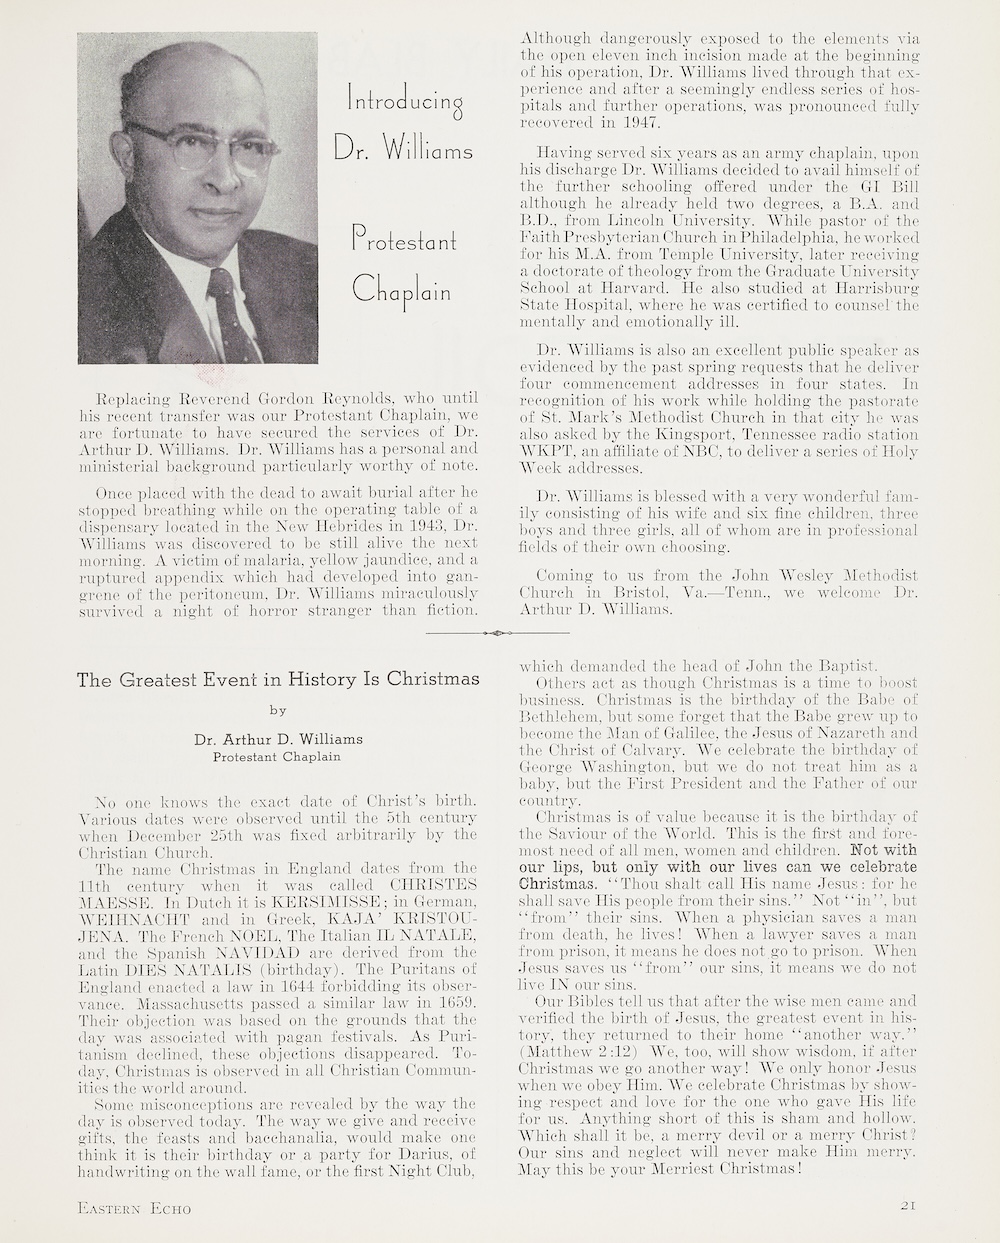 Introducing
Dr. Williams
Protestant
Chaplain
Replacing Reverend Gordon Reynolds, who until
his recent transfer was our Protestant Chaplain, we
are fortunate to have secured the services of Dr.
Arthur D. Williams. Dr. Williams has a personal and
ministerial background particularly worthy of note.
Once placed with the dead to await burial after he
stopped breathing while on the operating table of a
dispensary located in the New Hebrides in 1943, Dr.
Williams was discovered to be still alive the next
morning. A victim of malaria, yellow jaundice, and a
ruptured appendix which had developed into gan-
grene of the peritoneum, Dr. Williams miraculously
survived a night of horror stranger than fiction.
Although dangerously exposed to the elements via
the open eleven inch incision made at the beginning
of his operation, Dr. Williams lived through that ex-
perience and after a seemingly endless series of hos-
pitals and further operations, was pronounced fully
recovered in 1947.
Having served six years as an army chaplain, upon
his discharge Dr. Williams decided to avail himself of
the further schooling offered under the GI Bill
although he already held two degrees, a B.A. and
B.D., from Lincoln University. While pastor of the
Faith Presbyterian Church in Philadelphia, he worked
for his M.A. from Temple University, later receiving
a doctorate of theology from the Graduate University
School at Harvard. He also studied at Harrisburg
State Hospital, where he was certified to counsel the
mentally and emotionally ill.
Dr. Williams is also an excellent public speaker as
evidenced by the past spring requests that he deliver
four commencement addresses in four states. In
recognition of his work while holding the pastorate
of St. Mark's Methodist Church in that city he was
also asked by the Kingsport, Tennessee radio station
WKPT, an affiliate of NBC, to deliver a series of Holy
Week addresses.
Dr. Williams is blessed with a very wonderful fam-
ily consisting of his wife and six fine children, three
boys and three girls, all of whom are in professional
fields of their own choosing.
Coming to us from the John Wesley Methodist
Church in Bristol, Va.—Tenn., we welcome Dr.
Arthur D. Williams.
The Greatest Event in History Is Christmas
by
Dr. Arthur D. Williams
Protestant Chaplain
No one knows the exact date of Christ's birth.
Various dates were observed until the 5th century
when December 25th was fixed arbitrarily by the
Christian Church.
The name Christmas in England dates from the
11th century when it was called CHRISTES
MAESSE. In Dutch it is KERSIMISSE; in German,
WEIHNACHT and in Greek, KAJA' KRISTOU-
JENA. The French NOEL, The Italian IL NATALE,
and the Spanish NAVIDAD are derived from the
Latin DIES NATALIS (birthday). The Puritans of
England enacted a law in 1644 forbidding its obser-
vance. Massachusetts passed a similar law in 1659.
Their objection was based on the grounds that the
day was associated with pagan festivals. As Puri-
tanism declined, these objections disappeared. To-
day, Christmas is observed in all Christian Commun-
ities the world around.
Some misconceptions are revealed by the way the
day is observed today. The way we give and receive
gifts, the feasts and bacchanalia, would make one
think it is their birthday or a party for Darius, of
handwriting on the wall fame, or the first Night Club,
which demanded the head of John the Baptist.
Others act as though Christmas is a time to boost
business. Christmas is the birthday of the Babe of
Bethlehem, but some forget that the Babe grew up to
become the Man of Galilee, the Jesus of Nazareth and
the Christ of Calvary. We celebrate the birthday of
George Washington, but we do not treat him as a
baby, but the First President and the Father of our
country.
Christmas is of value because it is the birthday of
the Saviour of the World. This is the first and fore-
most need of all men, women and children. Not with
our lips, but only with our lives can we celebrate
Christmas. "Thou shalt call His name Jesus: for he
shall save His people from their sins." Not "in", but
"from" their sins. When a physician saves a man
from death, he lives! When a lawyer saves a man
from prison, it means he does not go to prison. When
Jesus saves us "from" our sins, it means we do not
live IN our sins.
Our Bibles tell us that after the wise men came and
verified the birth of Jesus, the greatest event in his-
tory, they returned to their home "another way."
(Matthew 2:12) We, too, will show wisdom, if after
Christmas we go another way! We only honor Jesus
when we obey Him. We celebrate Christmas by show-
ing respect and love for the one who gave His life
for us. Anything short of this is sham and hollow.
Which shall it be, a merry devil or a merry Christ?
Our sins and neglect will never make Him merry.
May this be your Merriest Christmas!
EASTERN ECHO
21